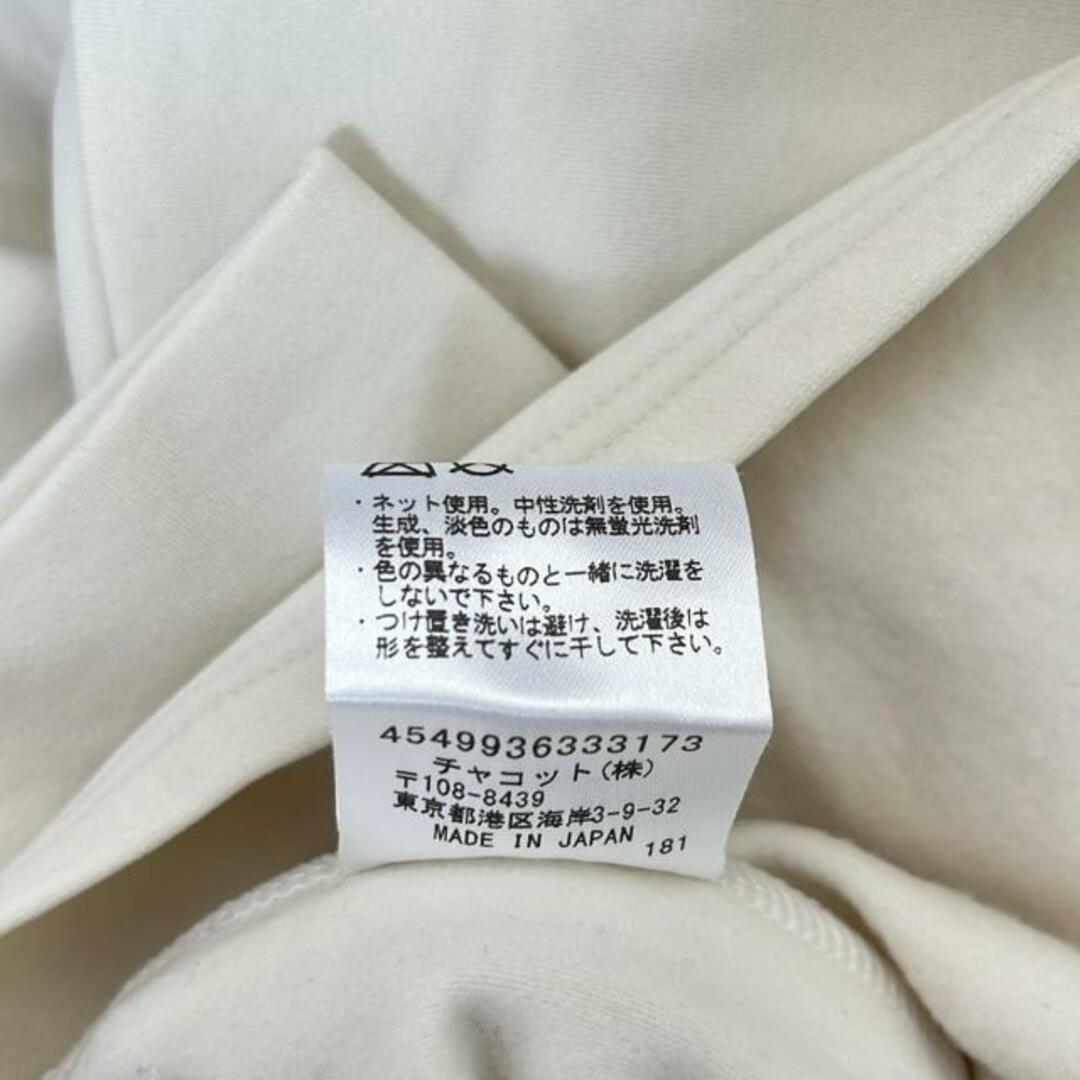 ・ネット使用。中性洗剤を使用。
生成、淡色のものは無蛍光洗剤
を使用。
・色の異なるものと一緒に洗濯を
しないで下さい。
・つけ置き洗いは避け、洗濯後は
形を整えてすぐに干して下さい。
4549936333173
チャコット(株)
〒108-8439
東京都港区海岸3-9-32
MADE IN JAPAN 181